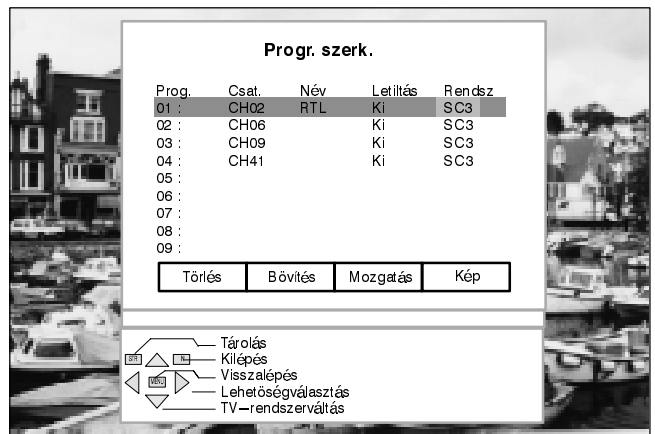 Progr. szerk.
Prog. Csat. Név Letiltás Rendsz
01 : CH02 RTL Ki SC3
02 : CH06 Ki SC3
03 : CH09 Ki SC3
04 : CH41 Ki SC3
05 :
06 :
07 :
08 :
09 :
Törlés Bövítés Mozgatás Kép
Tárolás
STR Kilépés
MENU Visszalépés
Lehetöségválasztás
TV–rendszerváltás